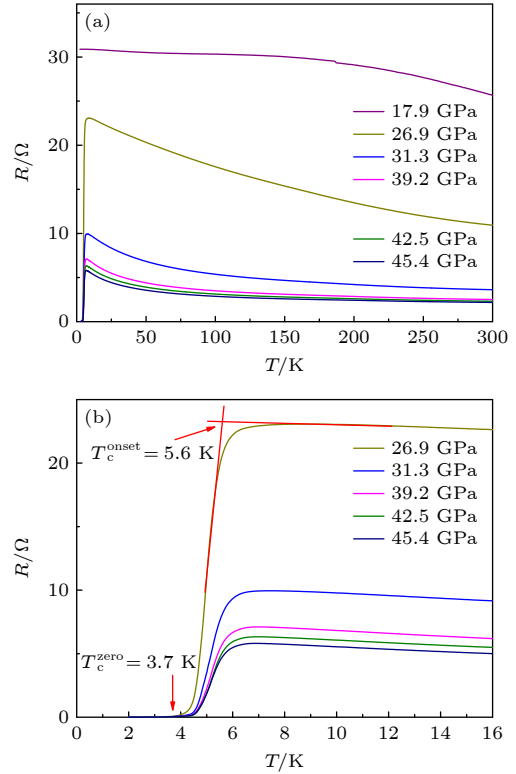 (a)
30
20
10
0
R/Ω
17.9 GPa
26.9 GPa
31.3 GPa
39.2 GPa
42.5 GPa
45.4 GPa
0 50 100 150 200 250 300
T/K
(b)
20
10
0
R/Ω
T_c^onset = 5.6 K
26.9 GPa
31.3 GPa
39.2 GPa
42.5 GPa
45.4 GPa
T_c^zero = 3.7 K
0 2 4 6 8 10 12 14 16
T/K